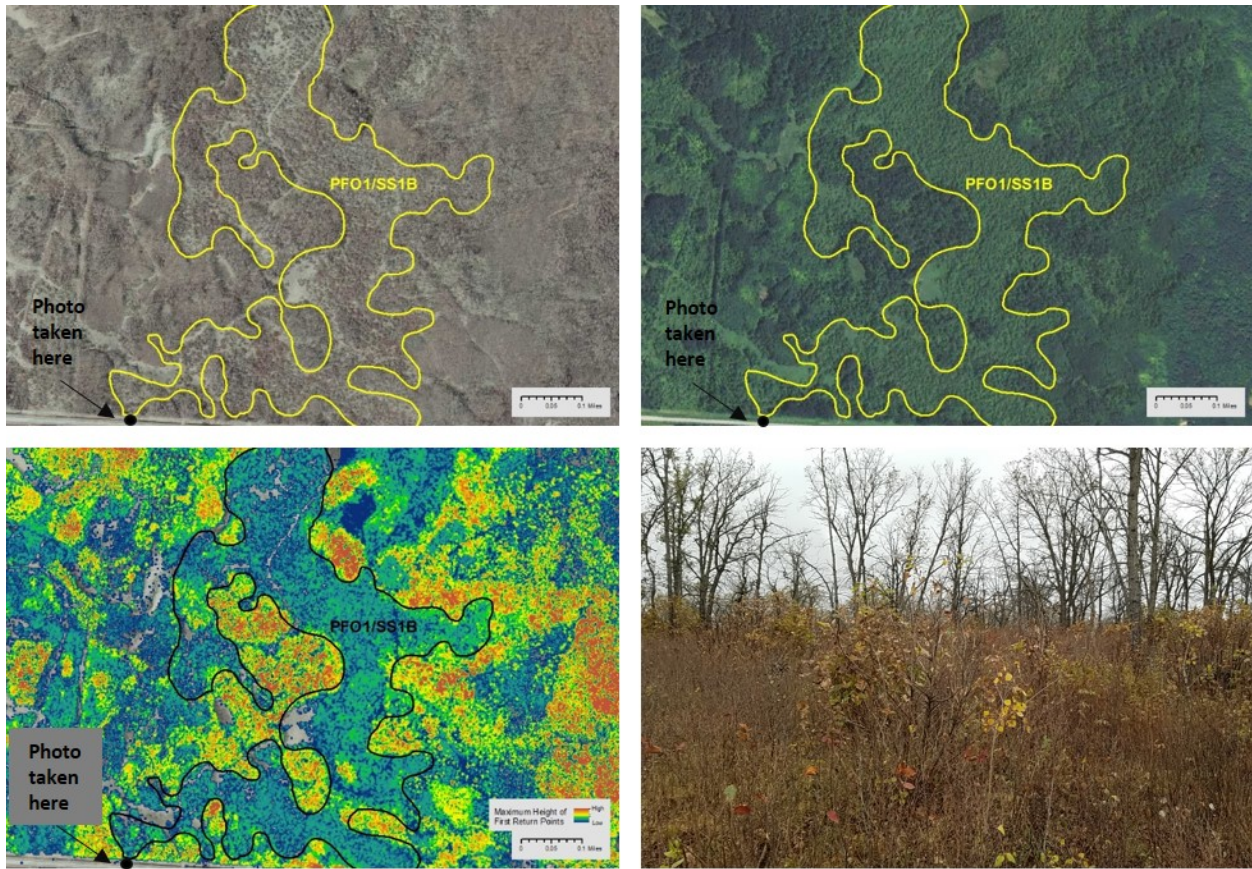 PFO1/SS1B
Photo
taken
here
0
0.05
0.1 Miles
PFO1/SS1B
Photo
taken
here
0
0.05
0.1 Miles
PFO1/SS1B
Photo
taken
here
Maximum Height of
First Return Points
High
Low
0
0.05
0.1 Miles